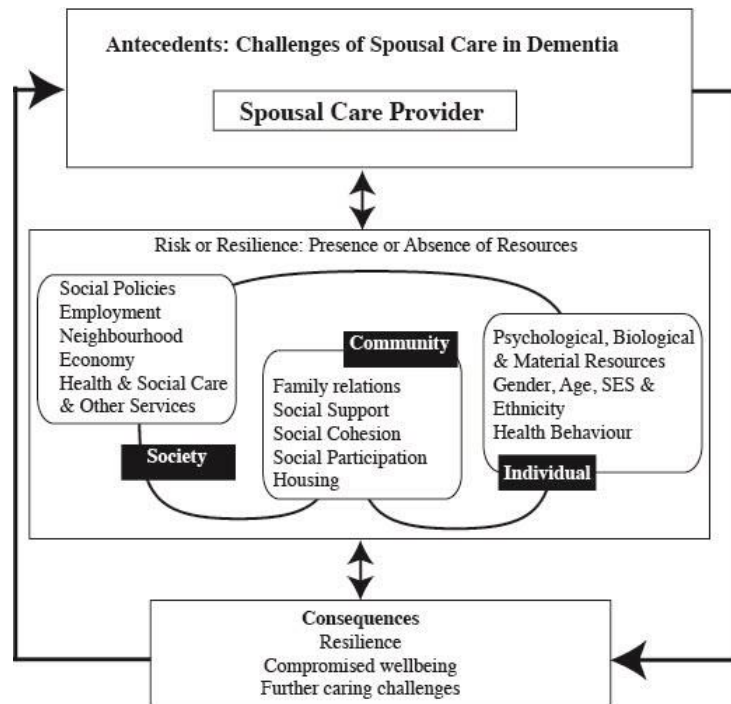 Antecedents: Challenges of Spousal Care in Dementia
Spousal Care Provider
Risk or Resilience: Presence or Absence of Resources
Social Policies
Employment
Neighbourhood
Economy
Health & Social Care
& Other Services
Society
Community
Family relations
Social Support
Social Cohesion
Social Participation
Housing
Psychological, Biological
& Material Resources
Gender, Age, SES &
Ethnicity
Health Behaviour
Individual
Consequences
Resilience
Compromised wellbeing
Further caring challenges